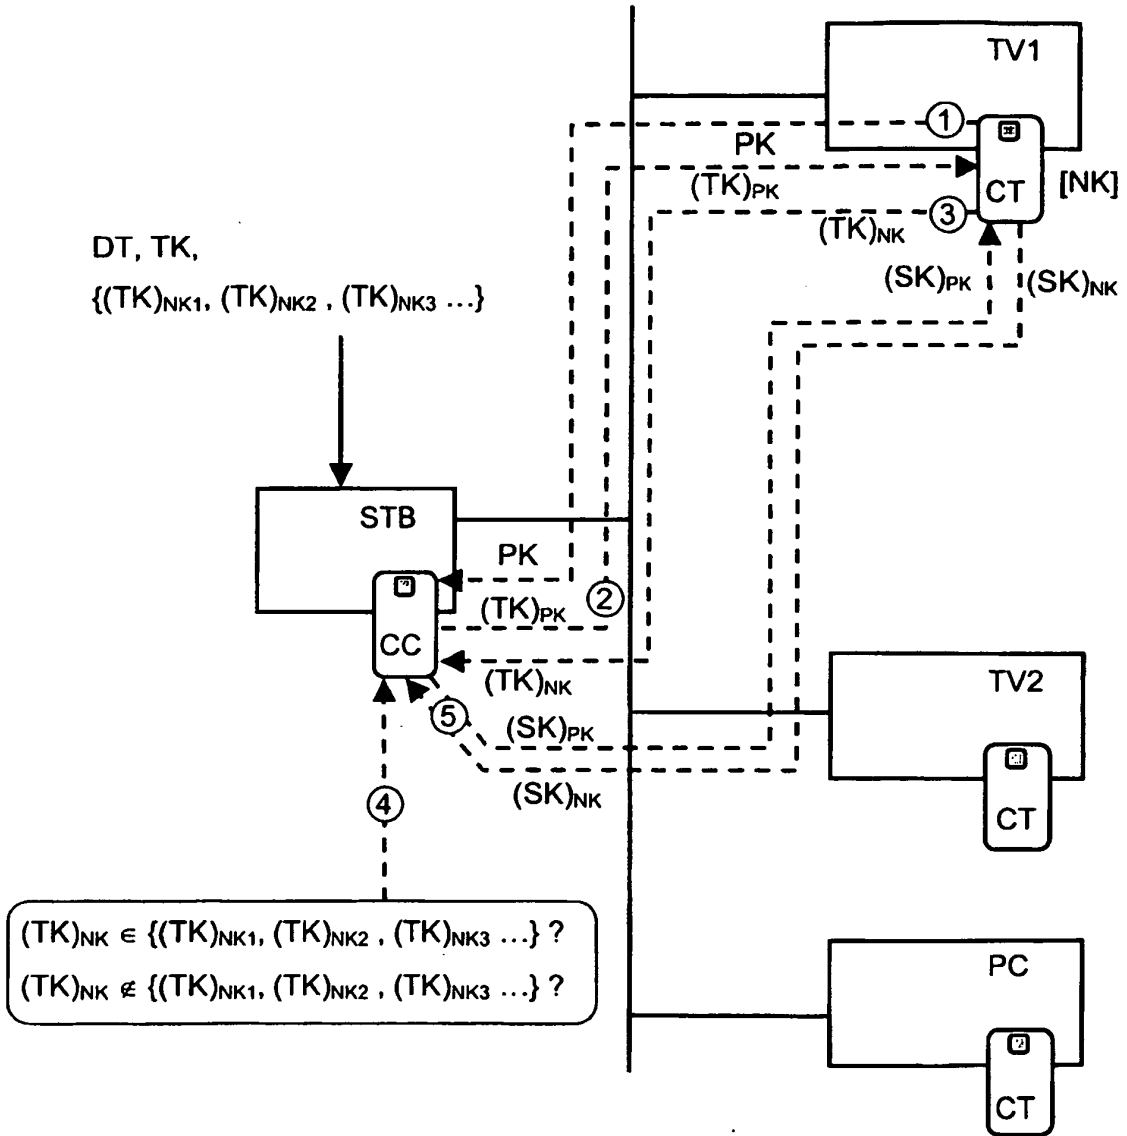 TV1
①
PK
(TK)PK
CT
[NK]
③
(TK)NK
DT, TK,
{(TK)NK1, (TK)NK2 , (TK)NK3 ...}
(SK)PK
(SK)NK
STB
PK
②
(TK)PK
CC
(TK)NK
TV2
⑤
(SK)PK
(SK)NK
④
CT
(TK)NK ∈ {(TK)NK1, (TK)NK2 , (TK)NK3 ...} ?
(TK)NK ∉ {(TK)NK1, (TK)NK2 , (TK)NK3 ...} ?
PC
CT